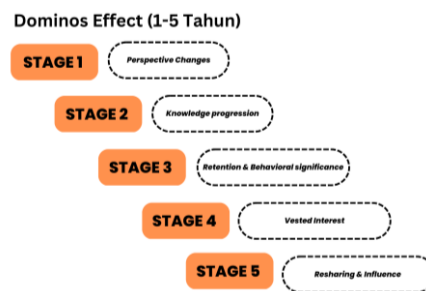 Dominos Effect (1-5 Tahun)
STAGE 1
Perspective Changes
STAGE 2
Knowledge progression
STAGE 3
Retention & Behavioral significance
STAGE 4
Vested Interest
STAGE 5
Resharing & Influence